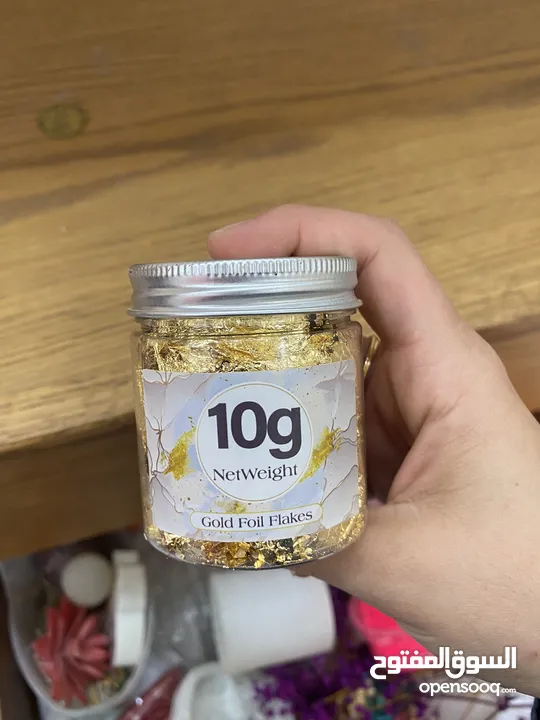 10g
NetWeight
Gold Foil Flakes
السوق المفتوح
opensooq.com